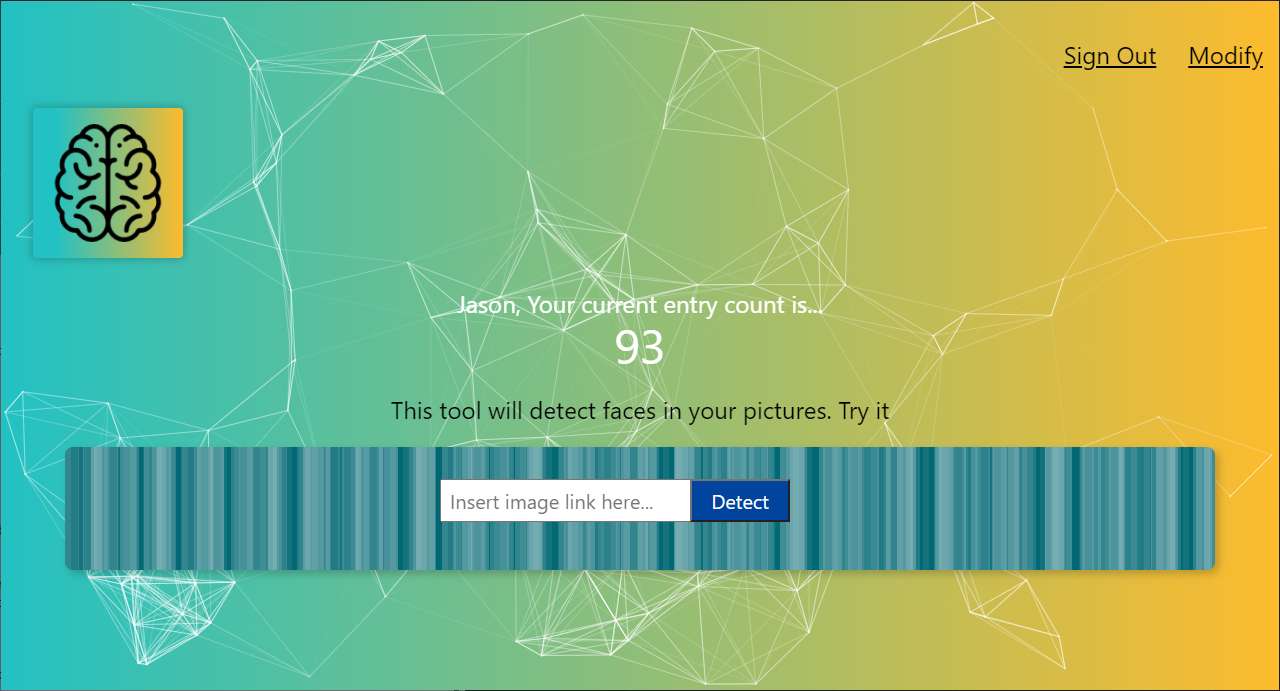 Sign Out Modify
Jason, Your current entry count is...
93
This tool will detect faces in your pictures. Try it
Insert image link here... Detect